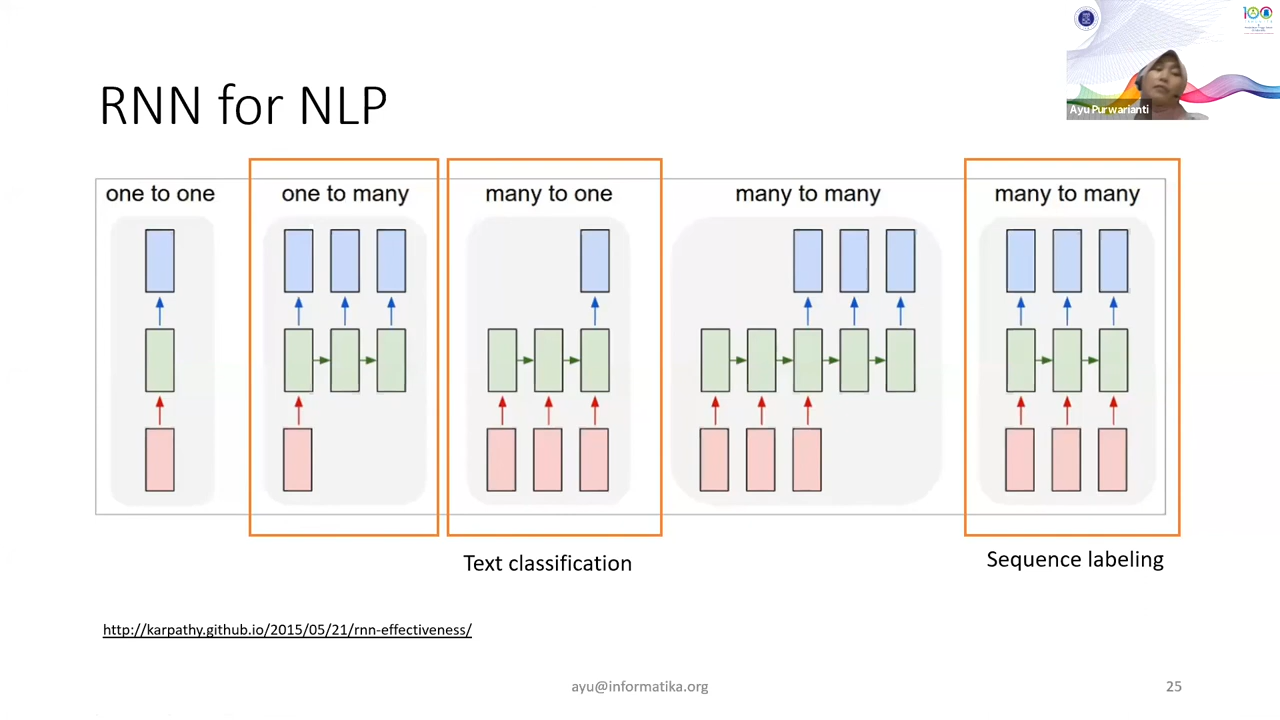 100
RNN for NLP
Ayu Purwarianti
one to one
one to many
many to one
many to many
many to many
Text classification
Sequence labeling
http://karpathy.github.io/2015/05/21/rnn-effectiveness/
ayu@informatika.org
25